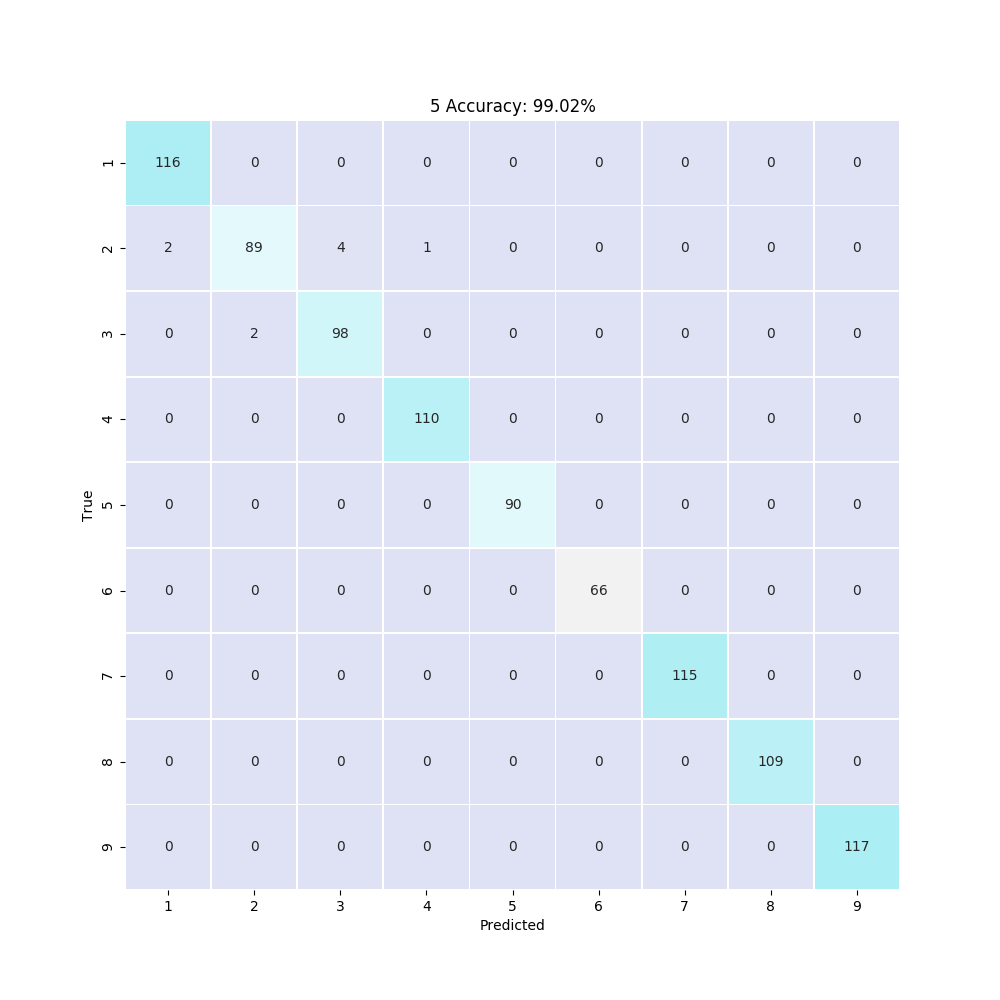 5 Accuracy: 99.02%
1 116 0 0 0 0 0 0 0 0
2 2 89 4 1 0 0 0 0 0
3 0 2 98 0 0 0 0 0 0
4 0 0 0 110 0 0 0 0 0
5 0 0 0 0 90 0 0 0 0
6 0 0 0 0 0 66 0 0 0
7 0 0 0 0 0 0 115 0 0
8 0 0 0 0 0 0 0 109 0
9 0 0 0 0 0 0 0 0 117
True
1 2 3 4 5 6 7 8 9
Predicted